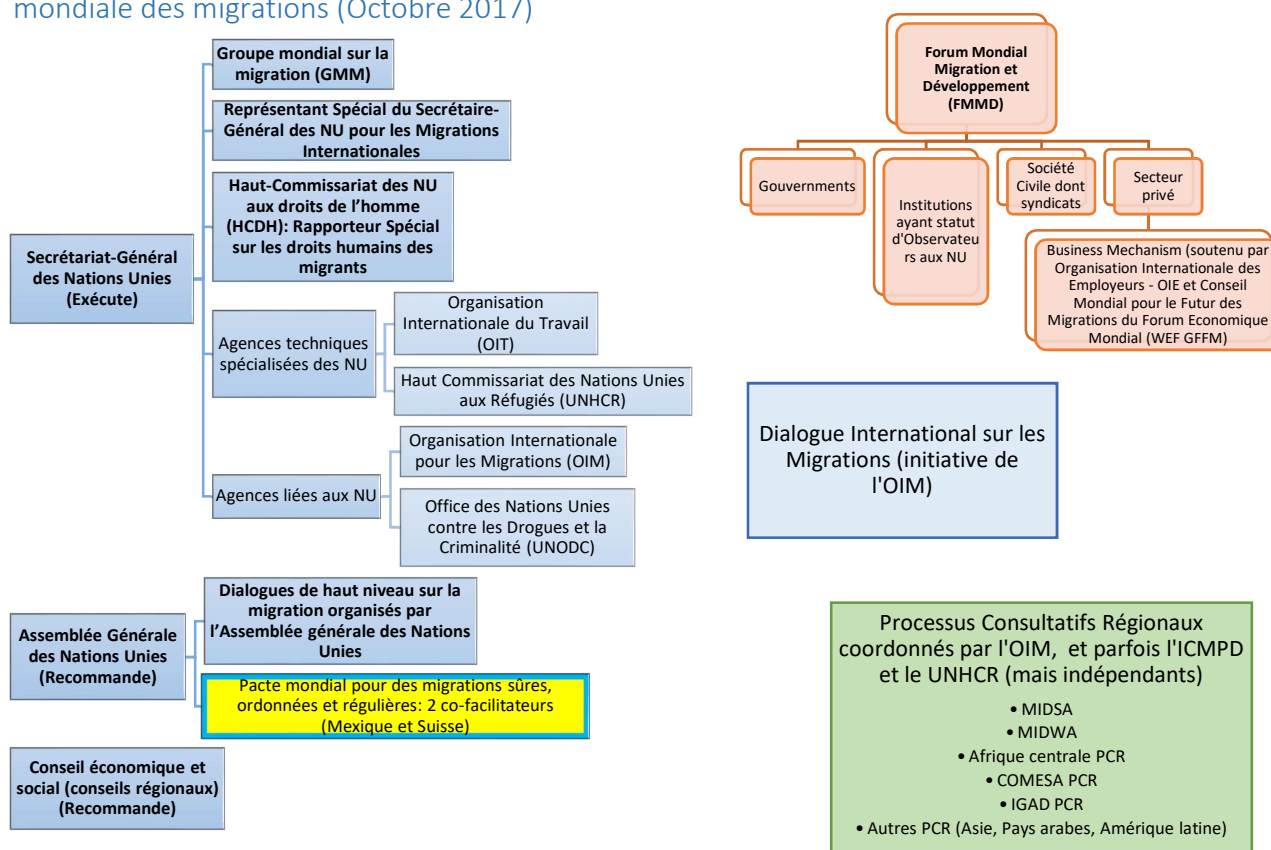 mondiale des migrations (Octobre 2017)
Groupe mondial sur la
migration (GMM)
Représentant Spécial du Secrétaire-
Général des NU pour les Migrations
Internationales
Haut-Commissariat des NU
aux droits de l’homme
(HCDH): Rapporteur Spécial
sur les droits humains des
migrants
Secrétariat-Général
des Nations Unies
(Exécute)
Agences techniques
spécialisées des NU
Organisation
Internationale du Travail
(OIT)
Haut Commissariat des Nations Unies
aux Réfugiés (UNHCR)
Agences liées aux NU
Organisation Internationale
pour les Migrations (OIM)
Office des Nations Unies
contre les Drogues et la
Criminalité (UNODC)
Assemblée Générale
des Nations Unies
(Recommande)
Dialogues de haut niveau sur la
migration organisés par
l’Assemblée générale des Nations
Unies
Pacte mondial pour des migrations sûres,
ordonnées et régulières: 2 co-facilitateurs
(Mexique et Suisse)
Conseil économique et
social (conseils régionaux)
(Recommande)
Forum Mondial
Migration et
Développement
(FMMD)
Gouvernments
Institutions
ayant statut
d'Observateu
rs aux NU
Société
Civile dont
syndicats
Secteur
privé
Business Mechanism (soutenu par
Organisation Internationale des
Employeurs - OIE et Conseil
Mondial pour le Futur des
Migrations du Forum Economique
Mondial (WEF GFFM)
Dialogue International sur les
Migrations (initiative de
l'OIM)
Processus Consultatifs Régionaux
coordonnés par l'OIM, et parfois l'ICMPD
et le UNHCR (mais indépendants)
• MIDSA
• MIDWA
• Afrique centrale PCR
• COMESA PCR
• IGAD PCR
• Autres PCR (Asie, Pays arabes, Amérique latine)